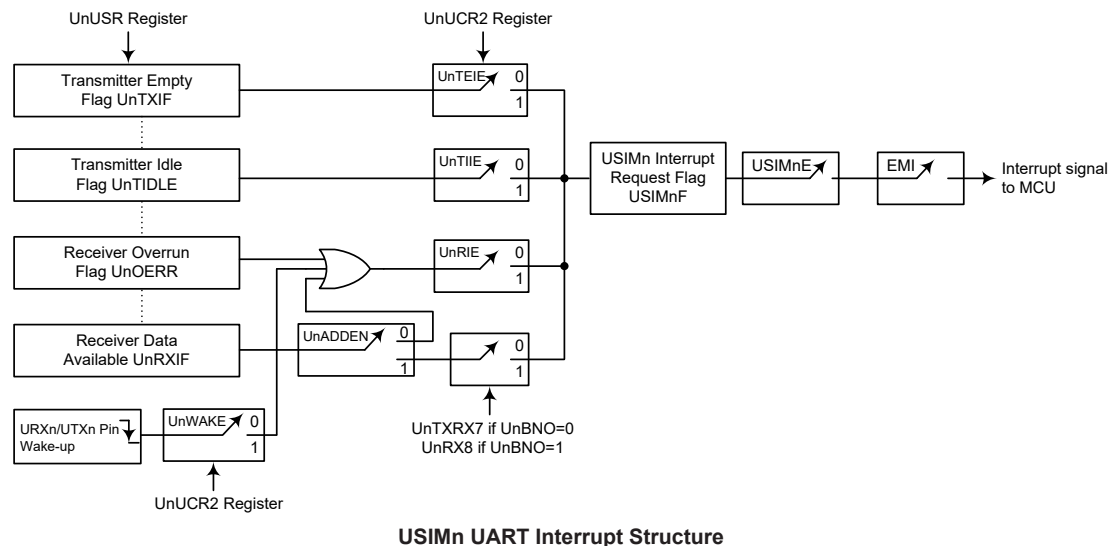 UnUSR Register
UnUCR2 Register
Transmitter Empty
Flag UnTXIF
UnTEIE
0
1
Transmitter Idle
Flag UnTIDLE
UnTIIE
0
1
USIMn Interrupt
Request Flag
USIMnF
USIMnE
EMI
Interrupt signal
to MCU
Receiver Overrun
Flag UnOERR
UnRIE
0
1
Receiver Data
Available UnRXIF
UnADDEN
0
1
0
1
URXn/UTXn Pin
Wake-up
UnWAKE
0
1
UnTXRX7 if UnBNO=0
UnRX8 if UnBNO=1
UnUCR2 Register
USIMn UART Interrupt Structure